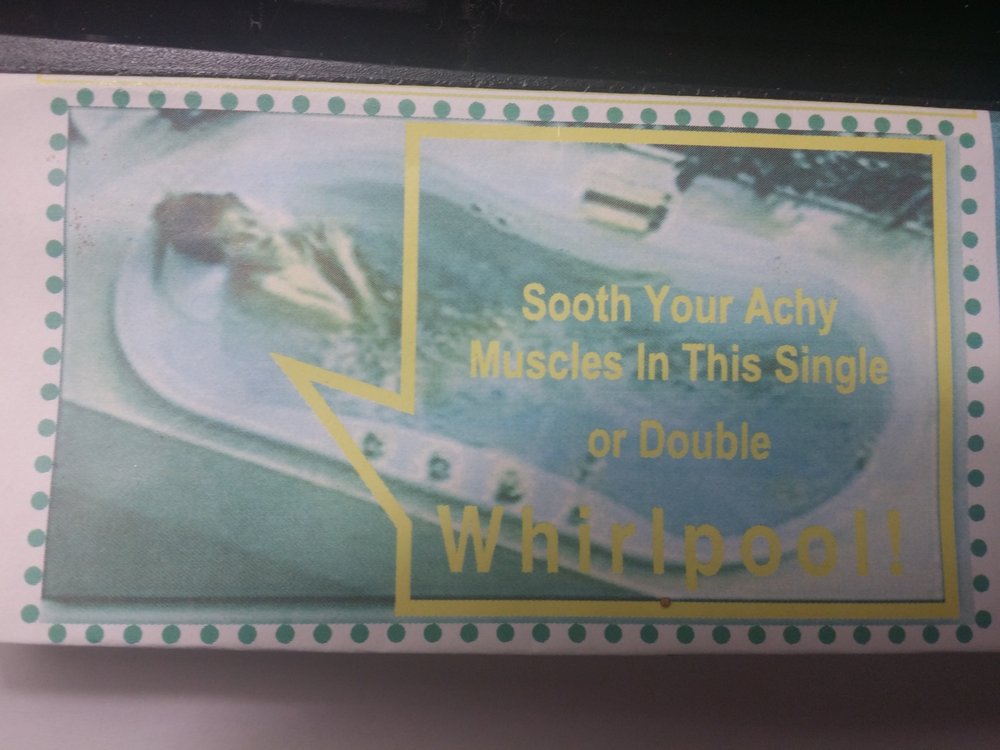 Sooth Your Achy
Muscles In This Single
or Double
Whirlpool!